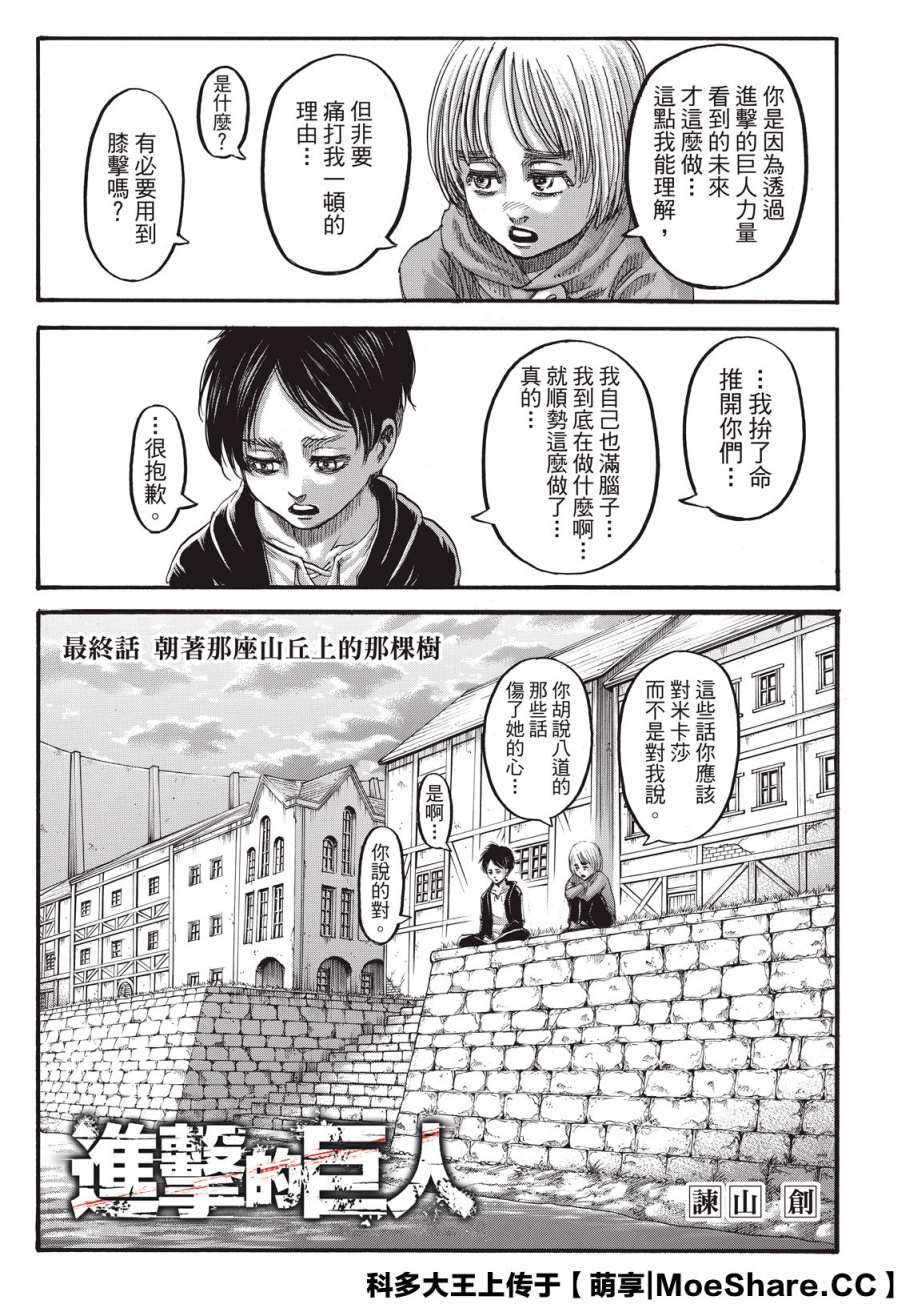 你是因為透過
進擊的巨人力量
看到的未來
才這麼做…
這點我能理解，
但非要
痛打我一頓的
理由…
是什麼？
有必要用到
膝擊嗎？
…我拚了命
推開你們…
我自己也滿腦子…
我到底在做什麼啊…
就順勢這麼做了…
真的…
…很抱歉。
最終話 朝著那座山丘上的那棵樹
這些話你應該
對米卡莎
而不是對我說。
你胡說八道的
那些話
傷了她的心…
是啊…
你說的對。
進擊的巨人
諫山 創
科多大王上传于【萌享|MoeShare.CC】